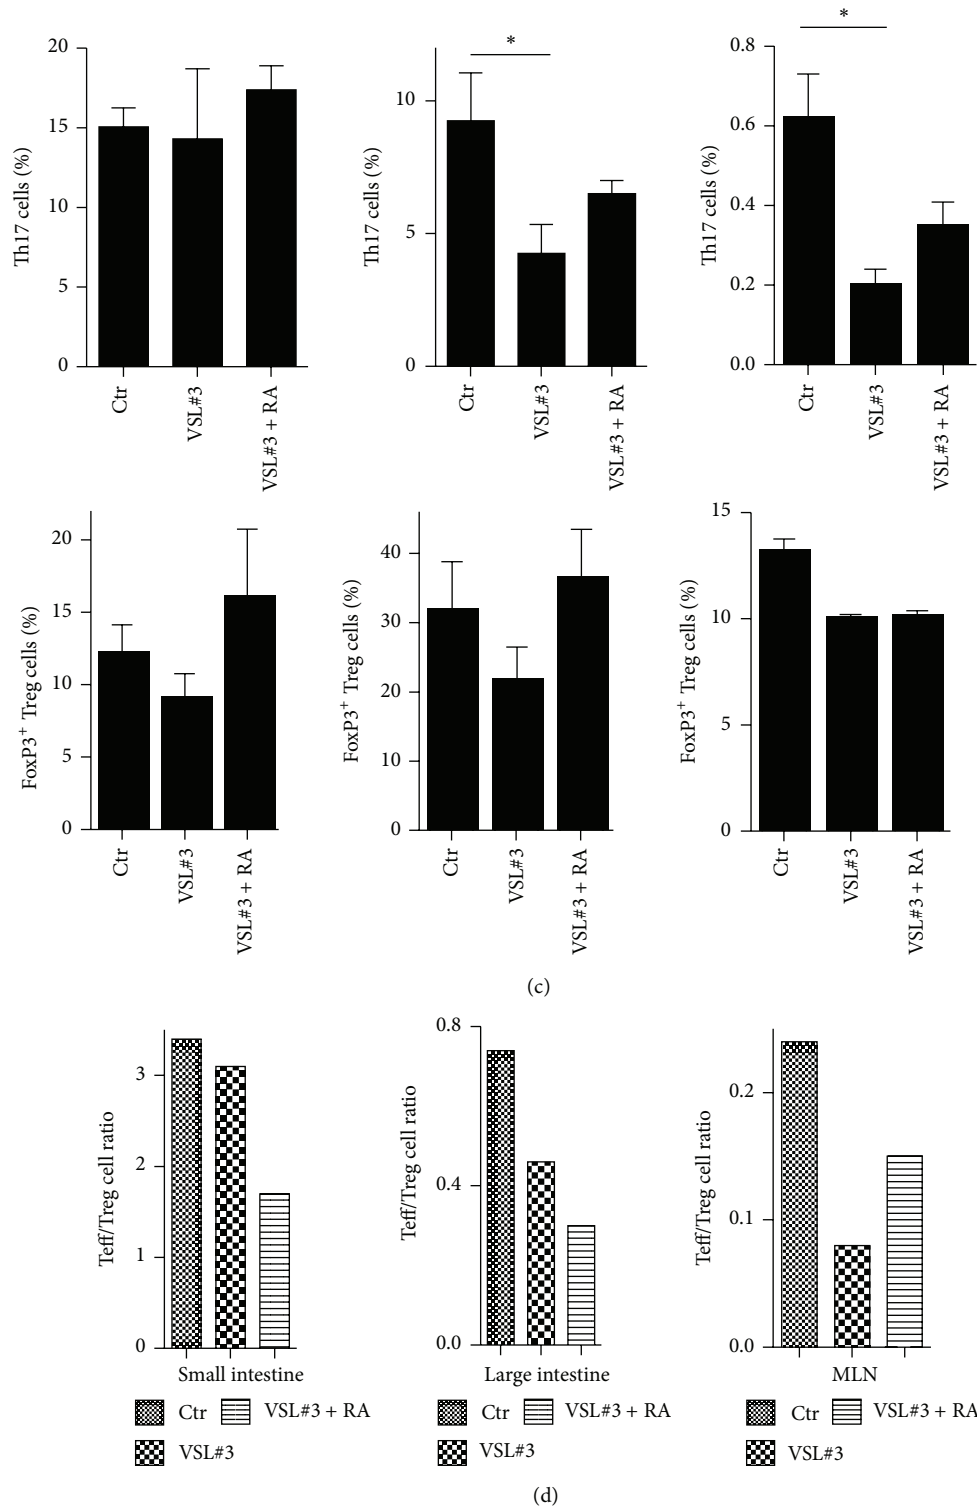 *
*
20
15
10
5
0
Th17 cells (%)
Ctr
VSL#3
VSL#3 + RA
10
5
0
Th17 cells (%)
Ctr
VSL#3
VSL#3 + RA
0.8
0.6
0.4
0.2
0.0
Th17 cells (%)
Ctr
VSL#3
VSL#3 + RA
20
15
10
5
0
FoxP3⁺ Treg cells (%)
Ctr
VSL#3
VSL#3 + RA
40
30
20
10
0
FoxP3⁺ Treg cells (%)
Ctr
VSL#3
VSL#3 + RA
15
10
5
0
FoxP3⁺ Treg cells (%)
Ctr
VSL#3
VSL#3 + RA
(c)
3
2
1
0
Teff/Treg cell ratio
Small intestine
Ctr
VSL#3 + RA
VSL#3
0.8
0.4
0.0
Teff/Treg cell ratio
Large intestine
Ctr
VSL#3 + RA
VSL#3
0.2
0.1
0.0
Teff/Treg cell ratio
MLN
Ctr
VSL#3 + RA
VSL#3
(d)